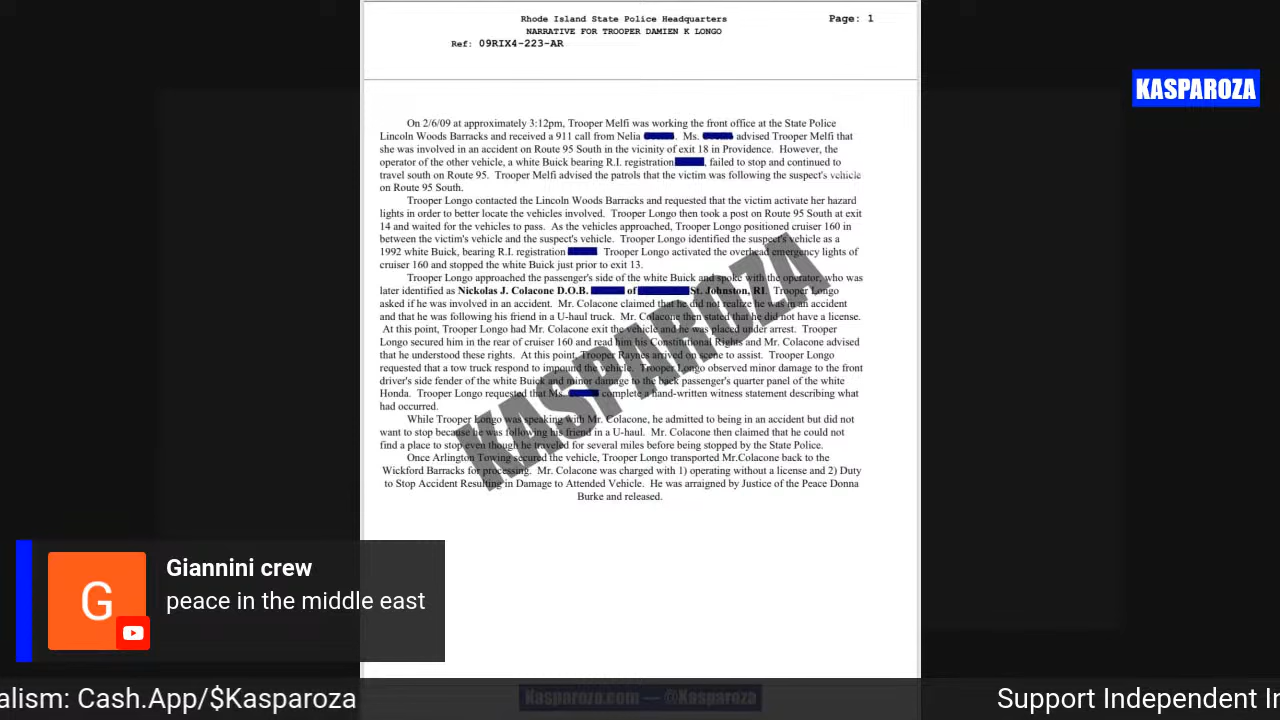 Rhode Island State Police Headquarters
Page: 1
NARRATIVE FOR TROOPER DAMIEN K LONGO
Ref: 09RIX4-223-AR
KASPAROZA
On 2/6/09 at approximately 3:12pm, Trooper Melfi was working the front office at the State Police
Lincoln Woods Barracks and received a 911 call from Nelia . Ms. advised Trooper Melfi that
she was involved in an accident on Route 95 South in the vicinity of exit 18 in Providence. However, the
operator of the other vehicle, a white Buick bearing R.I. registration , failed to stop and continued to
travel south on Route 95. Trooper Melfi advised the patrols that the victim was following the suspect's vehicle
on Route 95 South.
Trooper Longo contacted the Lincoln Woods Barracks and requested that the victim activate her hazard
lights in order to better locate the vehicles involved. Trooper Longo then took a post on Route 95 South at exit
14 and waited for the vehicles to pass. As the vehicles approached, Trooper Longo positioned cruiser 160 in
between the victim's vehicle and the suspect's vehicle. Trooper Longo identified the suspect's vehicle as a
1992 white Buick, bearing R.I. registration Trooper Longo activated the overhead emergency lights of
cruiser 160 and stopped the white Buick just prior to exit 13.
Trooper Longo approached the passenger's side of the white Buick and spoke with the operator, who was
later identified as Nickolas J. Colacone D.O.B. of St. Johnston, RI. Trooper Longo
asked if he was involved in an accident. Mr. Colacone claimed that he did not realize he was in an accident
and that he was following his friend in a U-haul truck. Mr. Colacone then stated that he did not have a license.
At this point, Trooper Longo had Mr. Colacone exit the vehicle and he was placed under arrest. Trooper
Longo secured him in the rear of cruiser 160 and read him his Constitutional Rights and Mr. Colacone advised
that he understood these rights. At this point, Trooper Raynes arrived on scene to assist. Trooper Longo
requested that a tow truck respond to impound the vehicle. Trooper Longo observed minor damage to the front
driver's side fender of the white Buick and minor damage to the back passenger's quarter panel of the white
Honda. Trooper Longo requested that Ms. complete a hand-written witness statement describing what
had occurred.
While Trooper Longo was speaking with Mr. Colacone, he admitted to being in an accident but did not
want to stop because he was following his friend in a U-haul. Mr. Colacone then claimed that he could not
find a place to stop even though he traveled for several miles before being stopped by the State Police.
Once Arlington Towing secured the vehicle, Trooper Longo transported Mr.Colacone back to the
Wickford Barracks for processing. Mr. Colacone was charged with 1) operating without a license and 2) Duty
to Stop Accident Resulting in Damage to Attended Vehicle. He was arraigned by Justice of the Peace Donna
Burke and released.
KASPAROZA
G
Giannini crew
peace in the middle east
alism: Cash.App/$Kasparoza
Kasparoza.com — @Kasparoza
Support Independent In